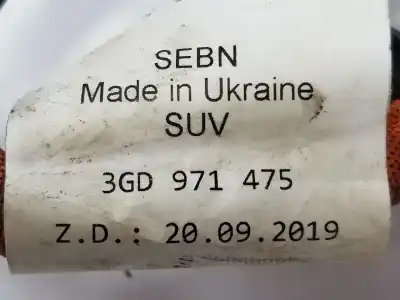 SEBN
Made in Ukraine
SUV
3GD 971 475
Z.D.: 20.09.2019